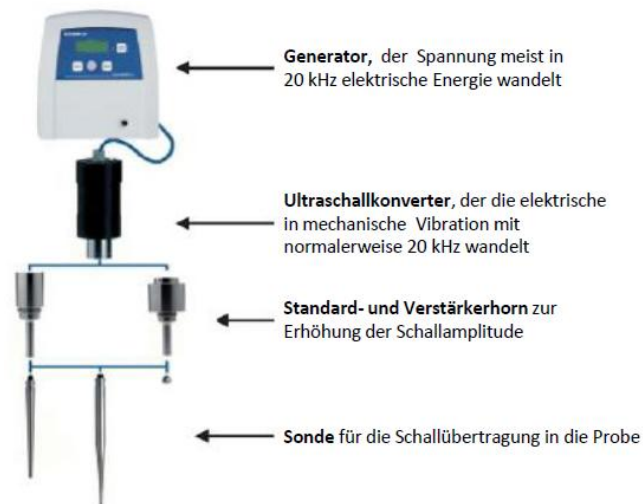 Generator, der Spannung meist in
20 kHz elektrische Energie wandelt
Ultraschallkonverter, der die elektrische
in mechanische Vibration mit
normalerweise 20 kHz wandelt
Standard- und Verstärkerhorn zur
Erhöhung der Schallamplitude
Sonde für die Schallübertragung in die Probe